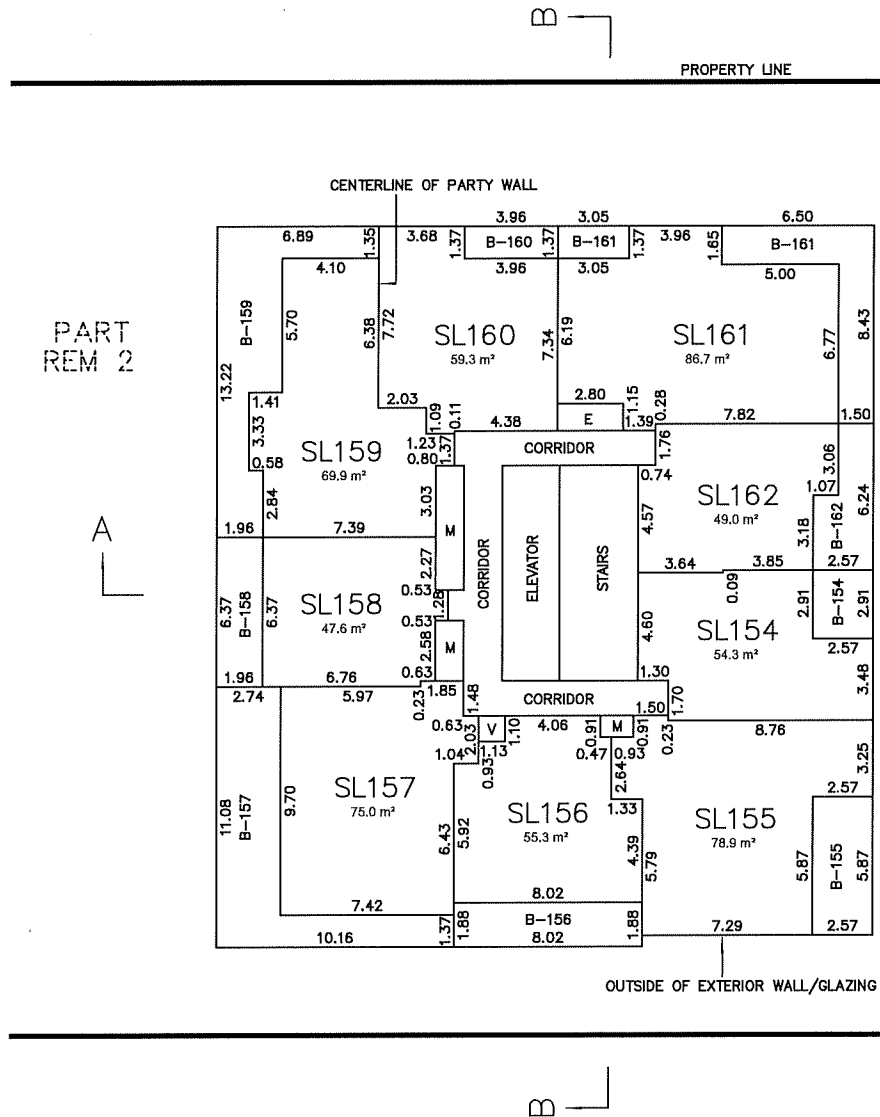 B
PROPERTY LINE
CENTERLINE OF PARTY WALL
3.96 3.05 6.50
6.89 1.35 3.68 1.37 B-160 1.37 B-161 1.37 3.96 1.65 B-161
4.10 3.96 3.05 5.00
B-159 5.70 6.38 7.72 7.34 6.19 6.77 8.43
PART
REM 2
SL160
59.3 m²
SL161
86.7 m²
13.22
1.41 2.03 1.09 0.11 4.38 2.80 1.15 0.28 7.82 1.50
E 1.39
3.33 1.23 1.37 CORRIDOR 1.76 3.06
0.58 0.80 0.74 1.07
SL159
69.9 m²
SL162
49.0 m²
2.84 3.03 M 4.57 3.18 B-162 6.24
A
1.96 7.39
CORRIDOR ELEVATOR STAIRS
3.64 0.09 3.85 2.57
6.37 B-158 6.37 2.27 0.53 1.28
SL158
47.6 m²
2.91 B-154 2.91
0.53 2.58 M 4.60
SL154
54.3 m²
2.57
1.96 6.76 0.63 1.30 3.48
2.74 5.97 0.23 1.85 1.48 CORRIDOR 1.50 1.70
0.63 2.03 V 1.10 4.06 0.91 M 0.91 0.23 8.76
1.04 0.93 1.13 0.47 0.93 3.25
11.08 B-157 9.70 2.64 2.57
SL157
75.0 m²
SL156
55.3 m²
1.33
SL155
78.9 m²
6.43 5.92 4.39 5.79 5.87 B-155 5.87
7.42 8.02
1.37 1.88 B-156 1.88
10.16 8.02 7.29 2.57
OUTSIDE OF EXTERIOR WALL/GLAZING
B